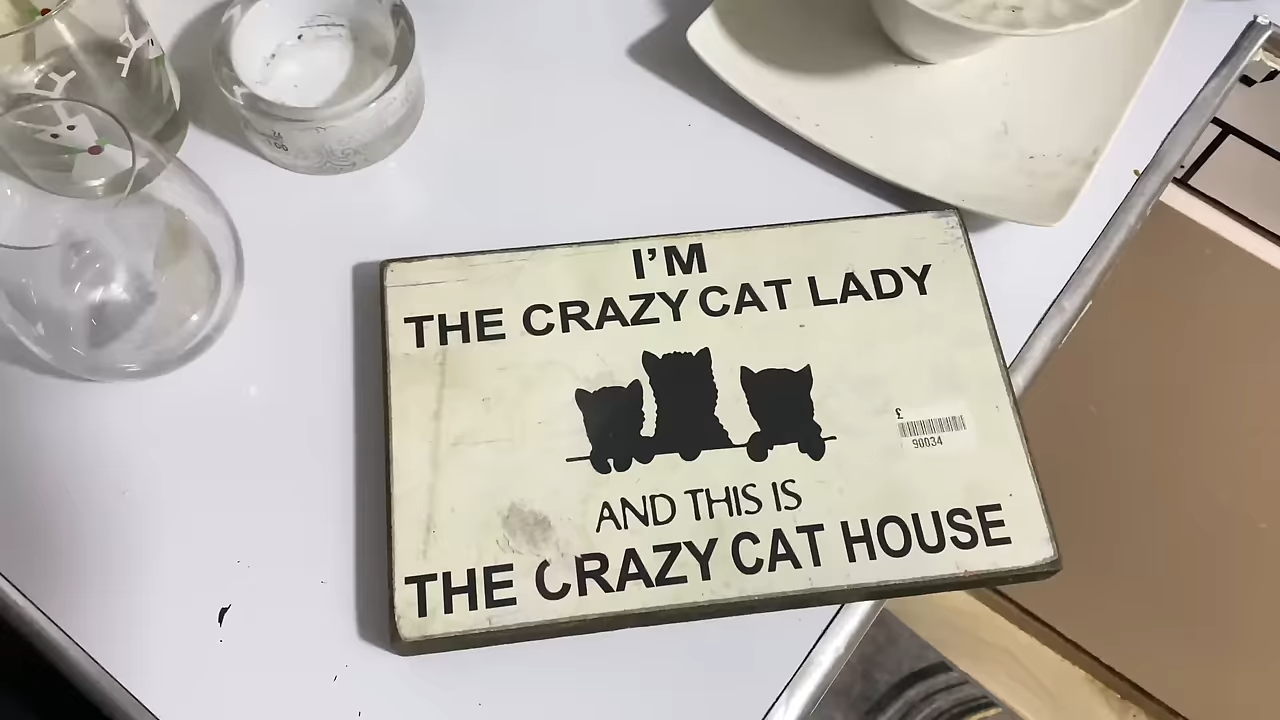 I'M
THE CRAZY CAT LADY
£
90034
AND THIS IS
THE CRAZY CAT HOUSE